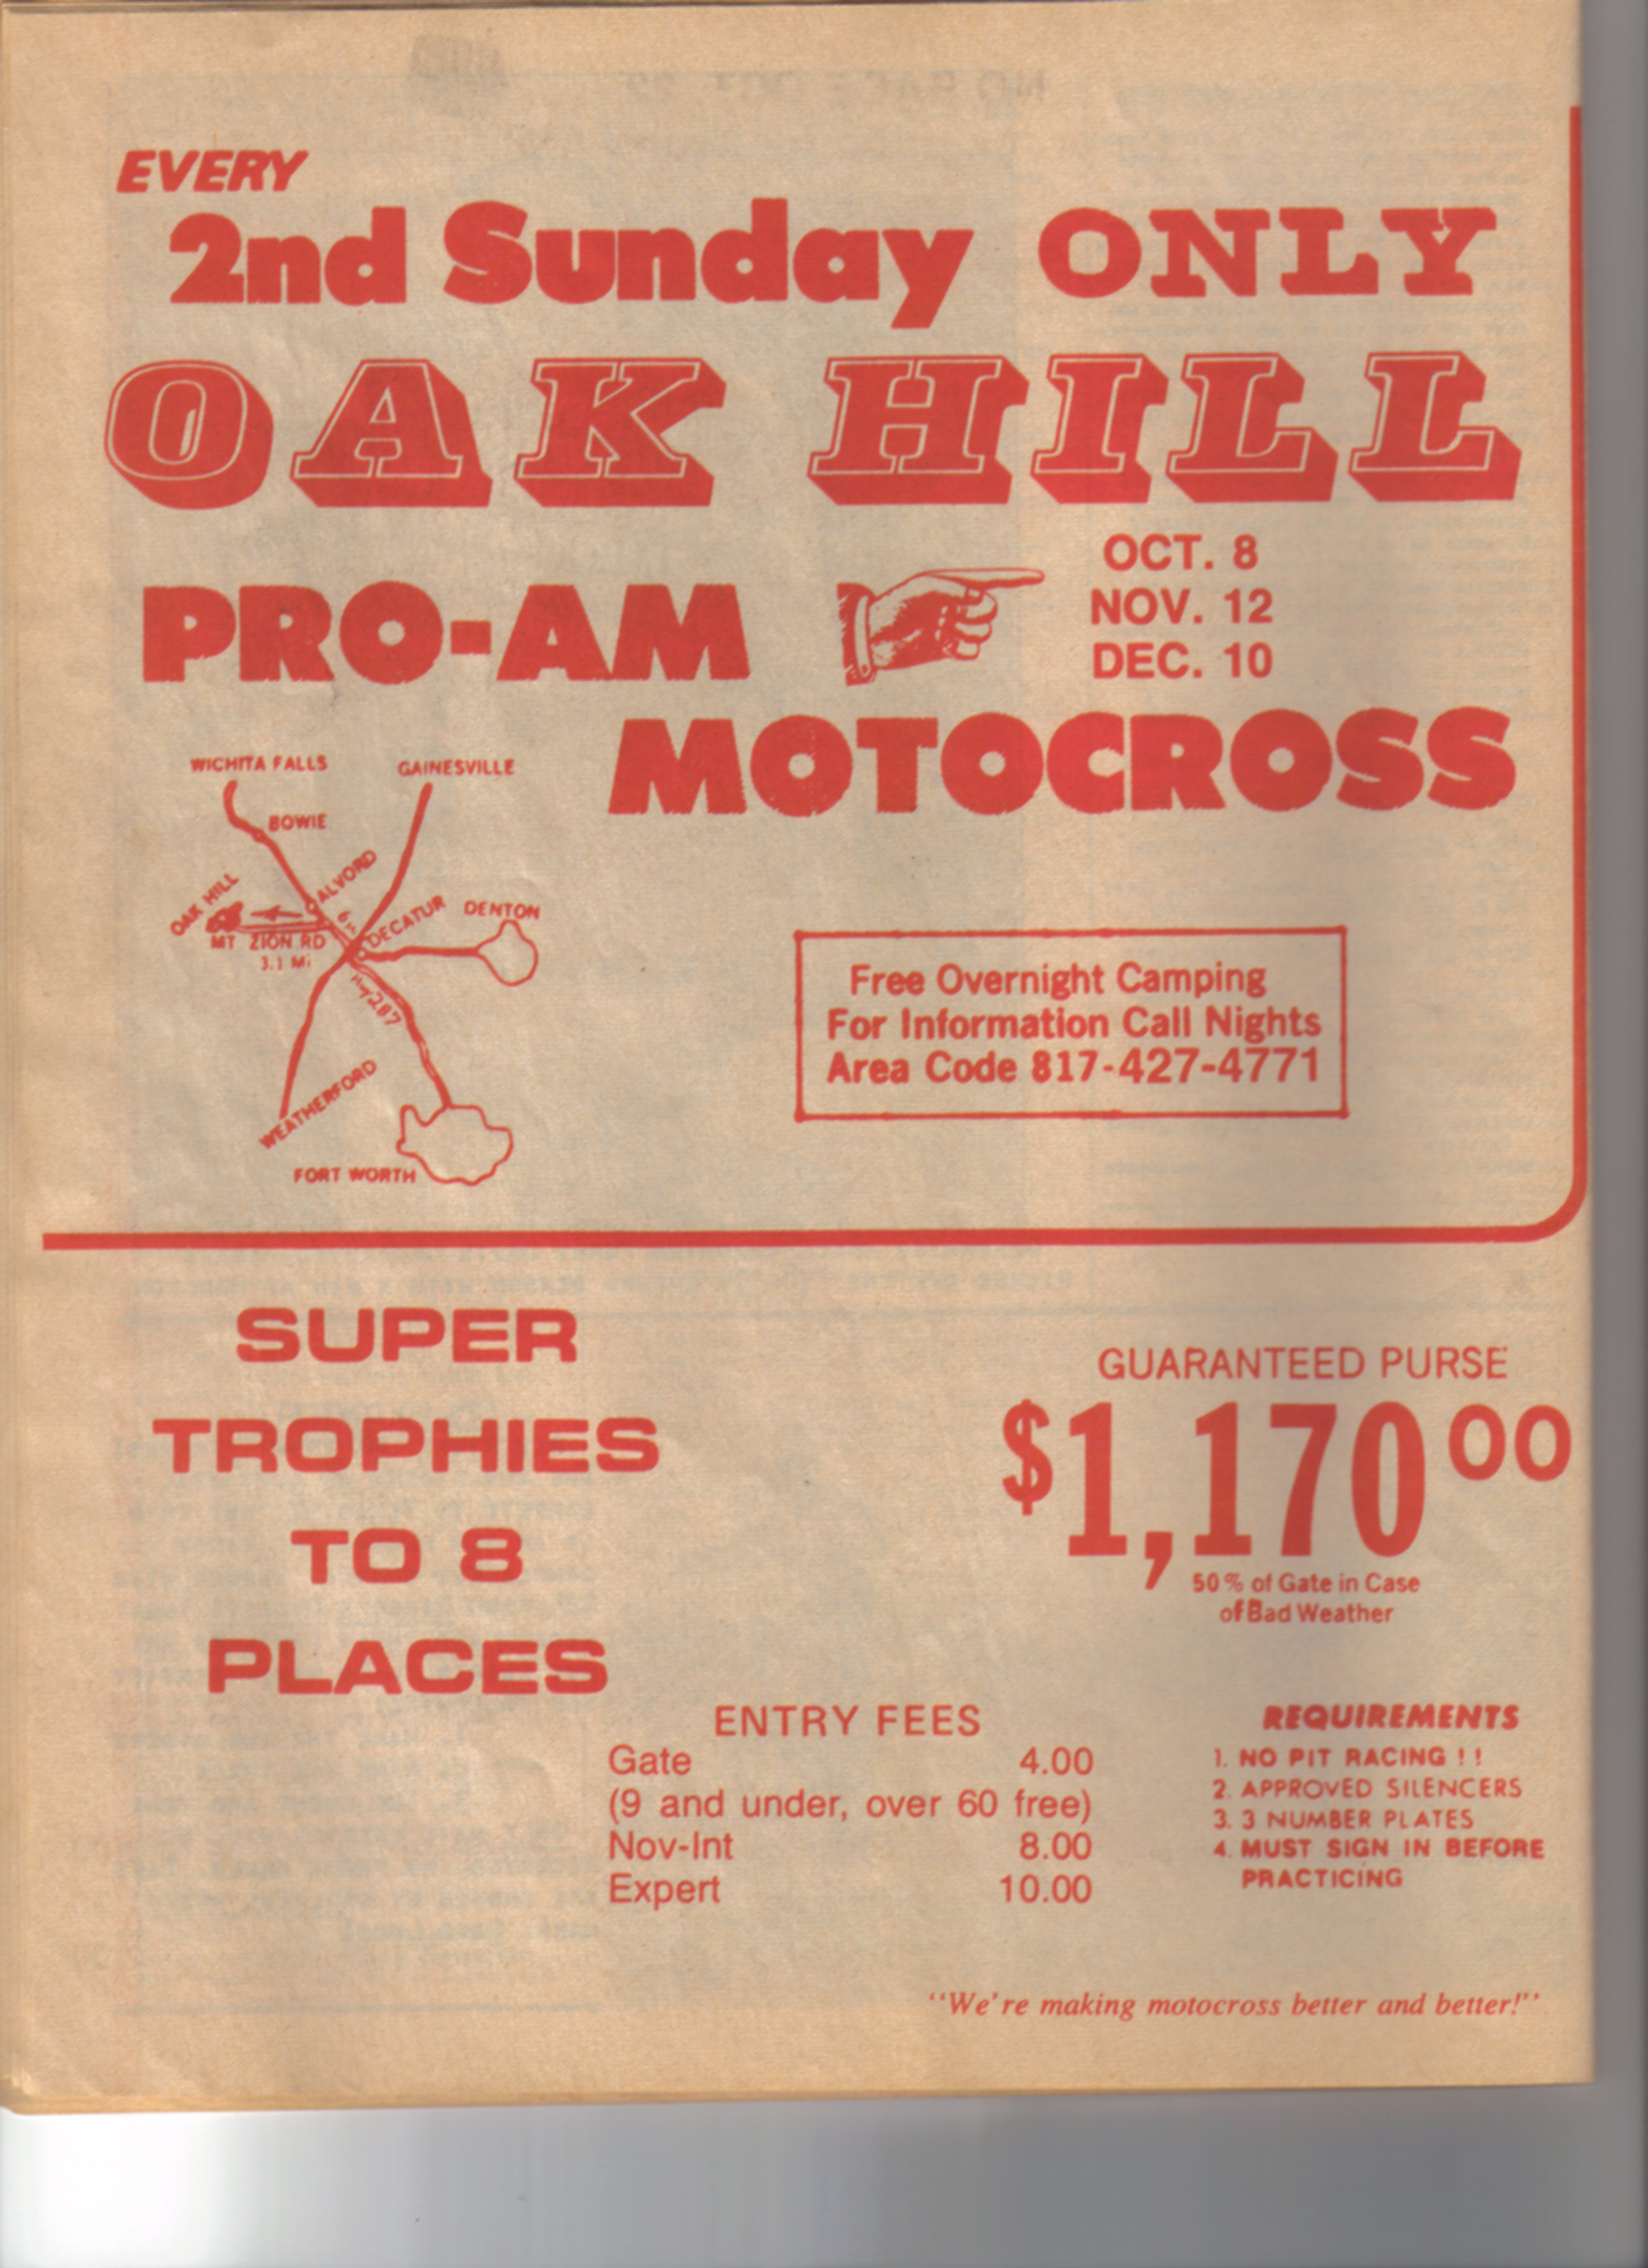 EVERY
2nd Sunday ONLY
OAK HILL
PRO-AM
OCT. 8
NOV. 12
DEC. 10
MOTOCROSS
WICHITA FALLS
GAINESVILLE
BOWIE
ALVORD
OAK HILL
DECATUR
DENTON
MT ZION RD
3.1 Mi
Hwy 287
WEATHERFORD
FORT WORTH
Free Overnight Camping
For Information Call Nights
Area Code 817-427-4771
SUPER
TROPHIES
TO 8
PLACES
GUARANTEED PURSE
$1,170 00
50% of Gate in Case
of Bad Weather
ENTRY FEES
Gate 4.00
(9 and under, over 60 free)
Nov-Int 8.00
Expert 10.00
REQUIREMENTS
1. NO PIT RACING ! !
2. APPROVED SILENCERS
3. 3 NUMBER PLATES
4. MUST SIGN IN BEFORE
PRACTICING
"We're making motocross better and better!"